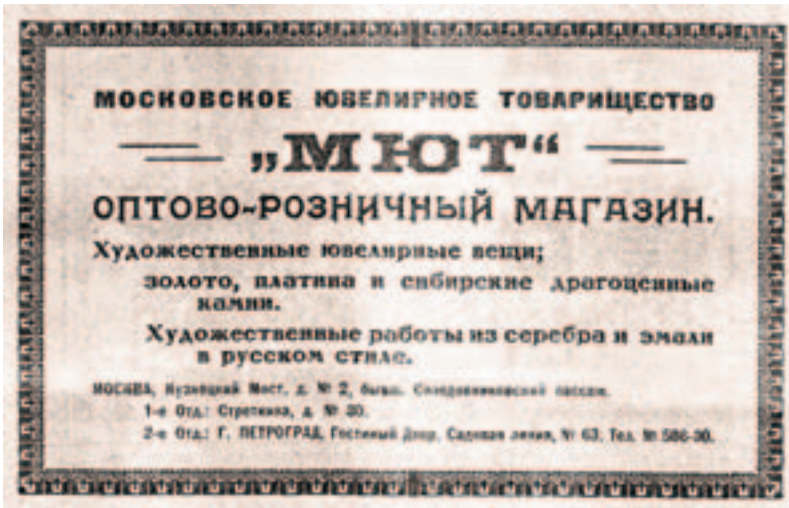 МОСКОВСКОЕ ЮВЕЛИРНОЕ ТОВАРИЩЕСТВО
„МЮТ“
ОПТОВО-РОЗНИЧНЫЙ МАГАЗИН.
Художественные ювелирные вещи;
золото, платина и сибирские драгоценные
камни.
Художественные работы из серебра и эмали
в русском стиле.
МОСКВА, Кузнецкий Мост, д. № 2, бывш. пассаж.
1-е Отд.: Сретенка, д. № 30.
2-е Отд.: Г. ПЕТРОГРАД, Гостиный Двор, Садовая линия, № 63. Тел. № 586-30.